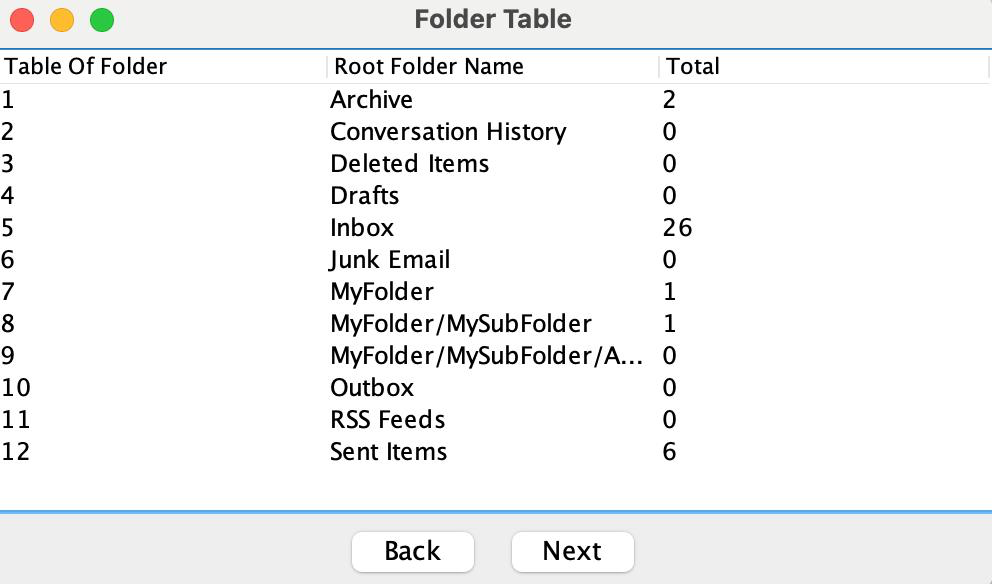 Folder Table
Table Of Folder Root Folder Name Total
1 Archive 2
2 Conversation History 0
3 Deleted Items 0
4 Drafts 0
5 Inbox 26
6 Junk Email 0
7 MyFolder 1
8 MyFolder/MySubFolder 1
9 MyFolder/MySubFolder/A... 0
10 Outbox 0
11 RSS Feeds 0
12 Sent Items 6
Back Next